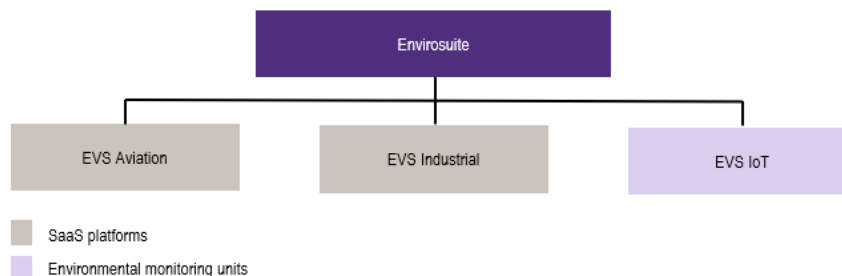 Envirosuite
EVS Aviation
EVS Industrial
EVS IoT
SaaS platforms
Environmental monitoring units